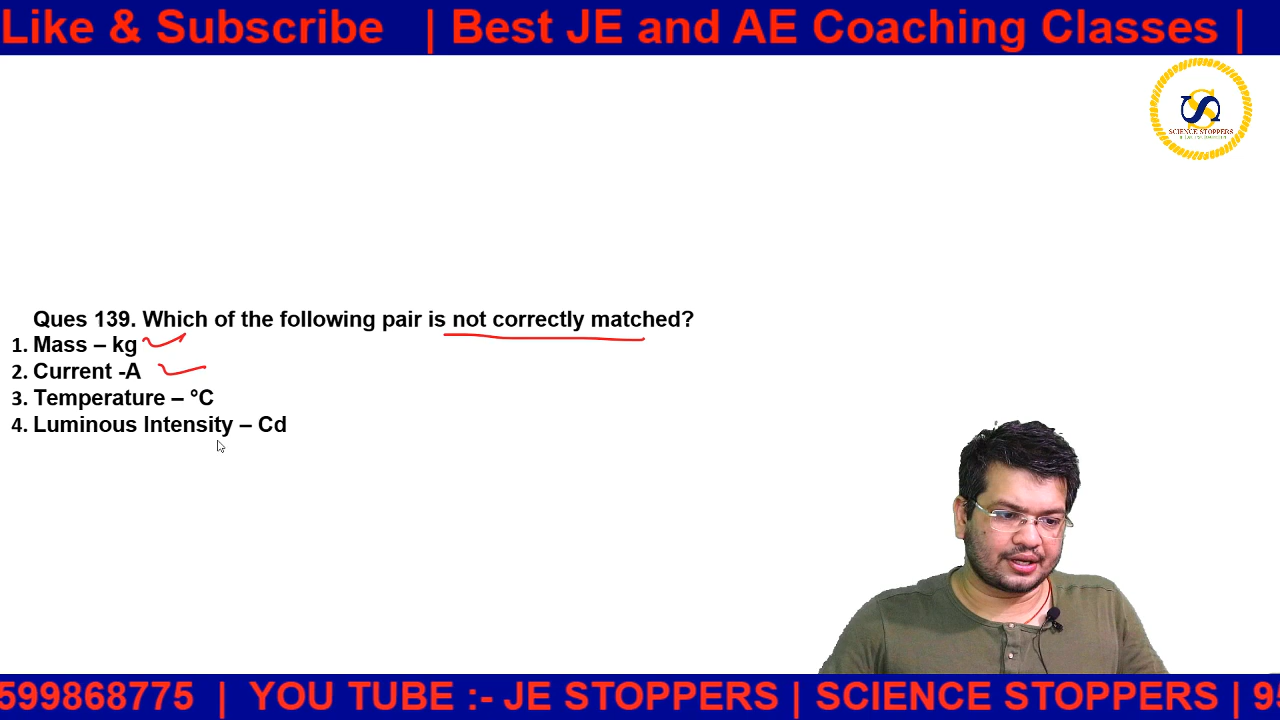 Like & Subscribe | Best JE and AE Coaching Classes |
SCIENCE STOPPERS
Ques 139. Which of the following pair is not correctly matched?
1. Mass – kg
2. Current -A
3. Temperature – °C
4. Luminous Intensity – Cd
599868775 | YOU TUBE :- JE STOPPERS | SCIENCE STOPPERS | 95